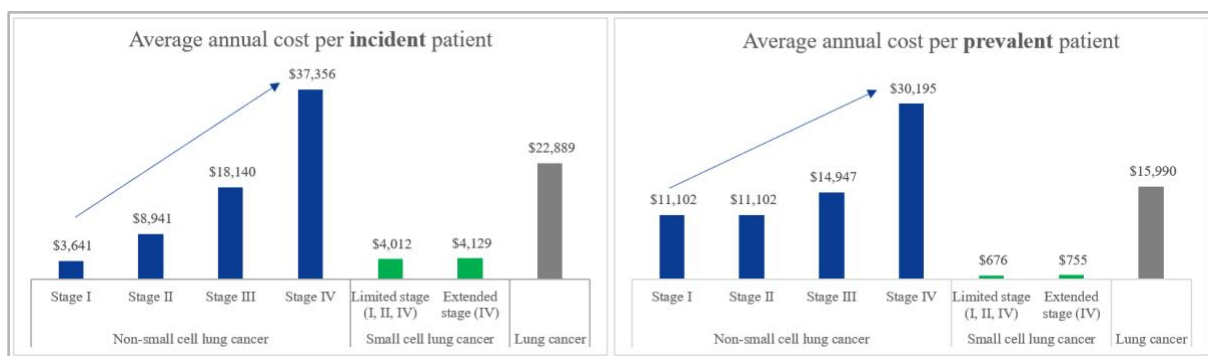 Average annual cost per incident patient
$37,356
$22,889
$18,140
$8,941
$3,641
$4,012
$4,129
Stage I
Stage II
Stage III
Stage IV
Limited stage
(I, II, IV)
Extended
stage (IV)
Non-small cell lung cancer
Small cell lung cancer
Lung cancer
Average annual cost per prevalent patient
$30,195
$11,102
$11,102
$14,947
$15,990
$676
$755
Stage I
Stage II
Stage III
Stage IV
Limited stage
(I, II, IV)
Extended
stage (IV)
Non-small cell lung cancer
Small cell lung cancer
Lung cancer